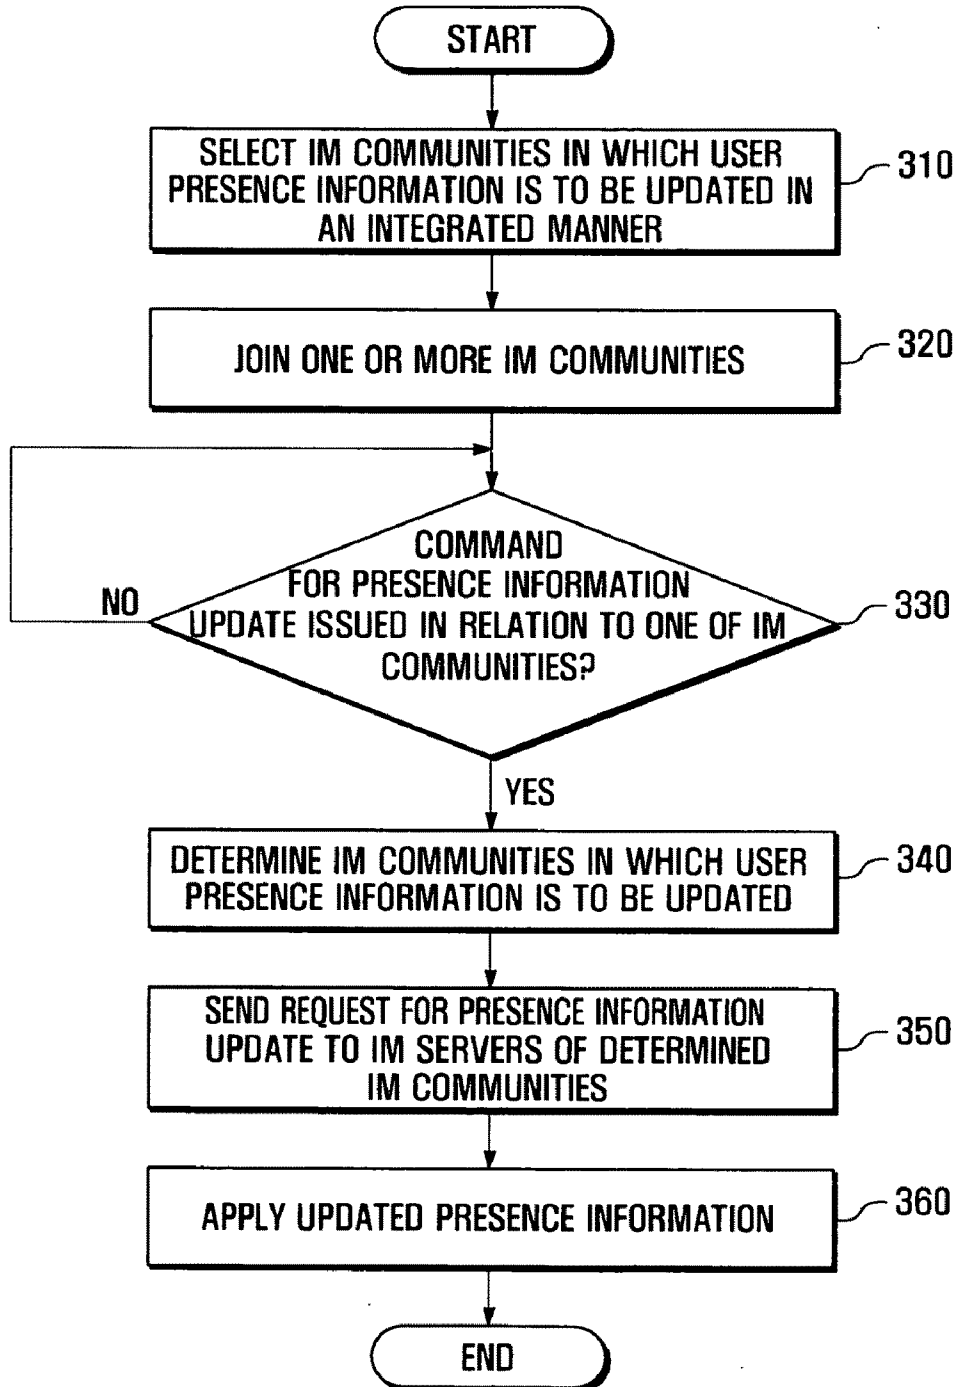 START
SELECT IM COMMUNITIES IN WHICH USER
PRESENCE INFORMATION IS TO BE UPDATED IN
AN INTEGRATED MANNER
310
JOIN ONE OR MORE IM COMMUNITIES
320
COMMAND
FOR PRESENCE INFORMATION
UPDATE ISSUED IN RELATION TO ONE OF IM
COMMUNITIES?
330
NO
YES
DETERMINE IM COMMUNITIES IN WHICH USER
PRESENCE INFORMATION IS TO BE UPDATED
340
SEND REQUEST FOR PRESENCE INFORMATION
UPDATE TO IM SERVERS OF DETERMINED
IM COMMUNITIES
350
APPLY UPDATED PRESENCE INFORMATION
360
END